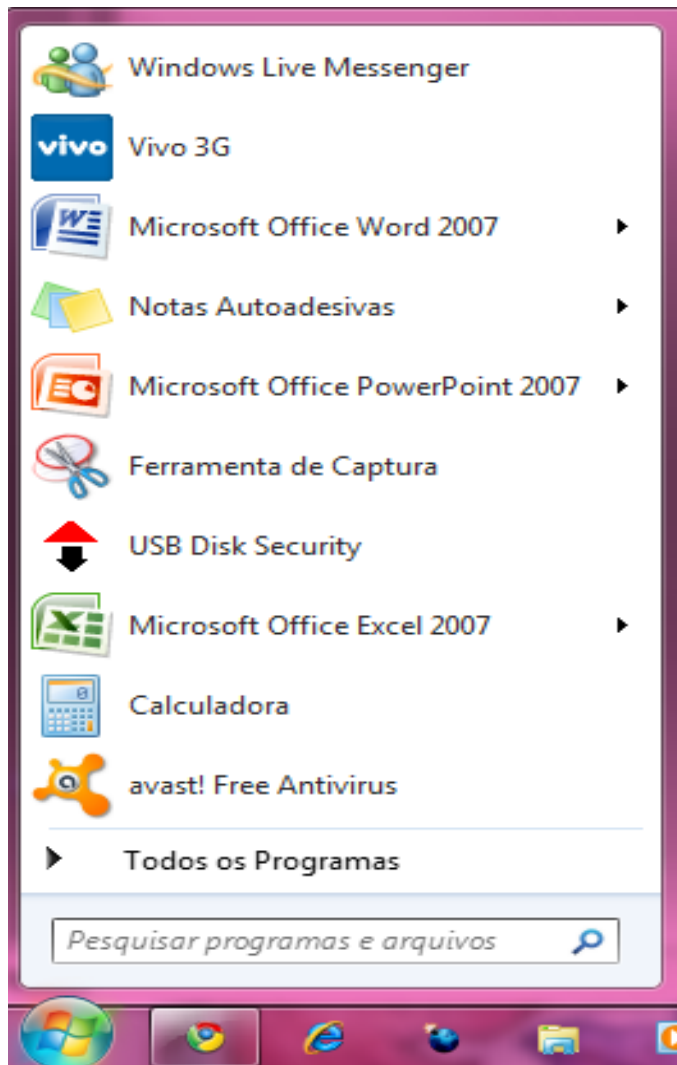 Windows Live Messenger
vivo Vivo 3G
Microsoft Office Word 2007
Notas Autoadesivas
Microsoft Office PowerPoint 2007
Ferramenta de Captura
USB Disk Security
Microsoft Office Excel 2007
Calculadora
avast! Free Antivirus
Todos os Programas
Pesquisar programas e arquivos